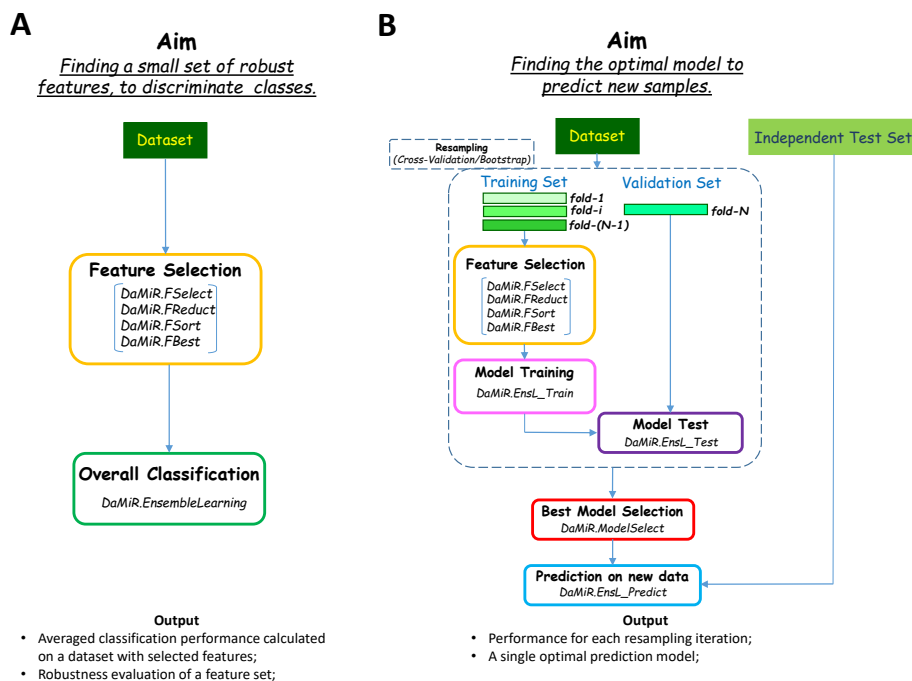 A
Aim
Finding a small set of robust
features, to discriminate classes.
Dataset
Feature Selection
DaMiR.FSelect
DaMiR.FReduct
DaMiR.FSort
DaMiR.FBest
Overall Classification
DaMiR.EnsembleLearning
Output
• Averaged classification performance calculated
on a dataset with selected features;
• Robustness evaluation of a feature set;
B
Aim
Finding the optimal model to
predict new samples.
Dataset
Independent Test Set
Resampling
(Cross-Validation/Bootstrap)
Training Set
fold-1
fold-i
fold-(N-1)
Validation Set
fold-N
Feature Selection
DaMiR.FSelect
DaMiR.FReduct
DaMiR.FSort
DaMiR.FBest
Model Training
DaMiR.EnsL_Train
Model Test
DaMiR.EnsL_Test
Best Model Selection
DaMiR.ModelSelect
Prediction on new data
DaMiR.EnsL_Predict
Output
• Performance for each resampling iteration;
• A single optimal prediction model;